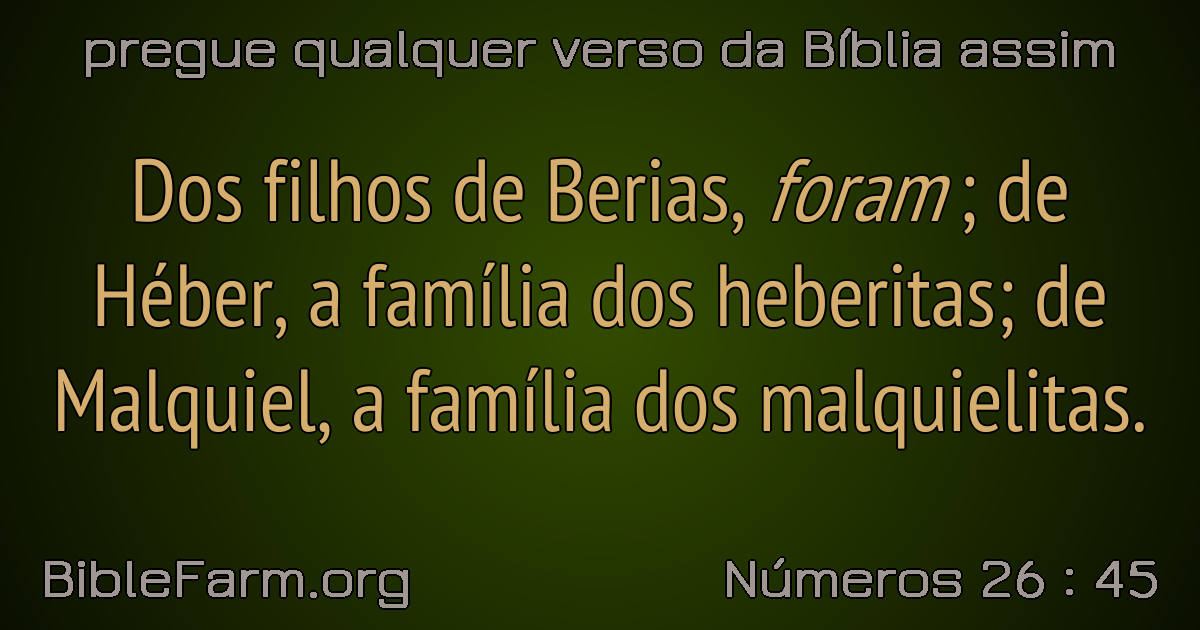 pregue qualquer verso da Bíblia assim
Dos filhos de Berias, foram ; de
Héber, a família dos heberitas; de
Malquiel, a família dos malquielitas.
BibleFarm.org
Números 26 : 45